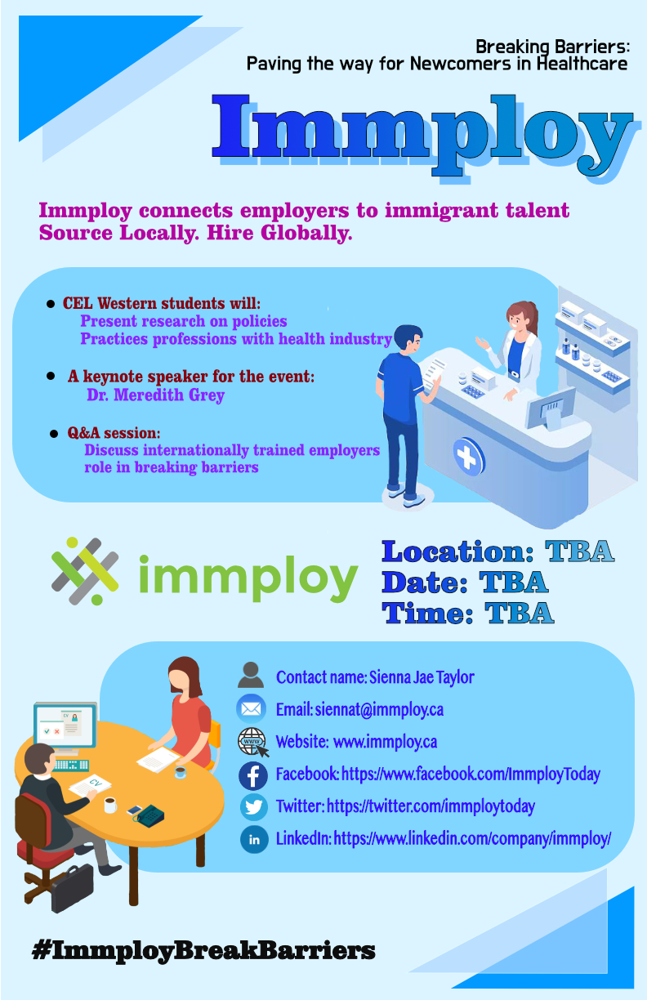 Breaking Barriers:
Paving the way for Newcomers in Healthcare
Immploy
Immploy connects employers to immigrant talent
Source Locally. Hire Globally.
• CEL Western students will:
Present research on policies
Practices professions with health industry
• A keynote speaker for the event:
Dr. Meredith Grey
• Q&A session:
Discuss internationally trained employers
role in breaking barriers
immploy
Location: TBA
Date: TBA
Time: TBA
Contact name: Sienna Jae Taylor
Email: siennat@immploy.ca
WWW
Website: www.immploy.ca
f
Facebook: https://www.facebook.com/ImmployToday
Twitter: https://twitter.com/immploytoday
in
LinkedIn: https://www.linkedin.com/company/immploy/
CV
CV
#ImmployBreakBarriers